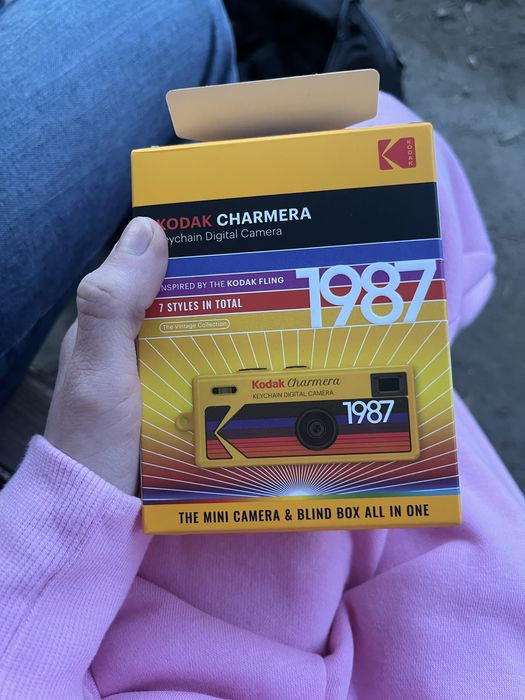 KODAK
KODAK CHARMERA
Keychain Digital Camera
INSPIRED BY THE KODAK FLING
1987
7 STYLES IN TOTAL
The Vintage Collection
Kodak Charmera
KEYCHAIN DIGITAL CAMERA
1987
THE MINI CAMERA & BLIND BOX ALL IN ONE